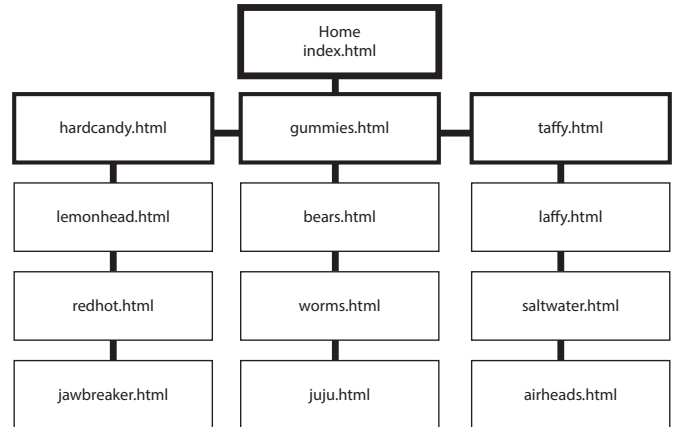 Home
index.html
hardcandy.html
gummies.html
taffy.html
lemonhead.html
bears.html
laffy.html
redhot.html
worms.html
saltwater.html
jawbreaker.html
juju.html
airheads.html